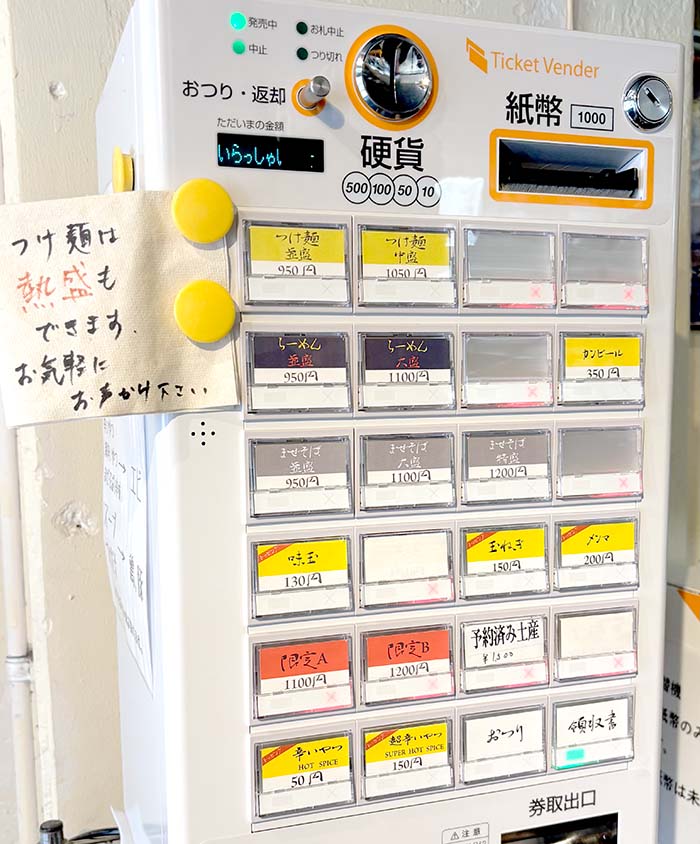 発売中
お札中止
中止
つり切れ
おつり・返却
ただいまの金額
いらっしゃい
硬貨
500 100 50 10
Ticket Vender
紙幣 1000
つけ麺は
熱盛も
できます.
お気軽に
お声かけ下さい
つけ麺
並盛
950円
つけ麺
中盛
1050円
らーめん
並盛
950円
らーめん
大盛
1100円
カンビール
350円
まぜそば
並盛
950円
まぜそば
大盛
1100円
まぜそば
特盛
1200円
味玉
130円
玉ねぎ
150円
メンマ
200円
限定A
1100円
限定B
1200円
予約済み土産
¥1500
辛いやつ
HOT SPICE
50円
超辛いやつ
SUPER HOT SPICE
150円
おつり
領収書
券取出口
注意